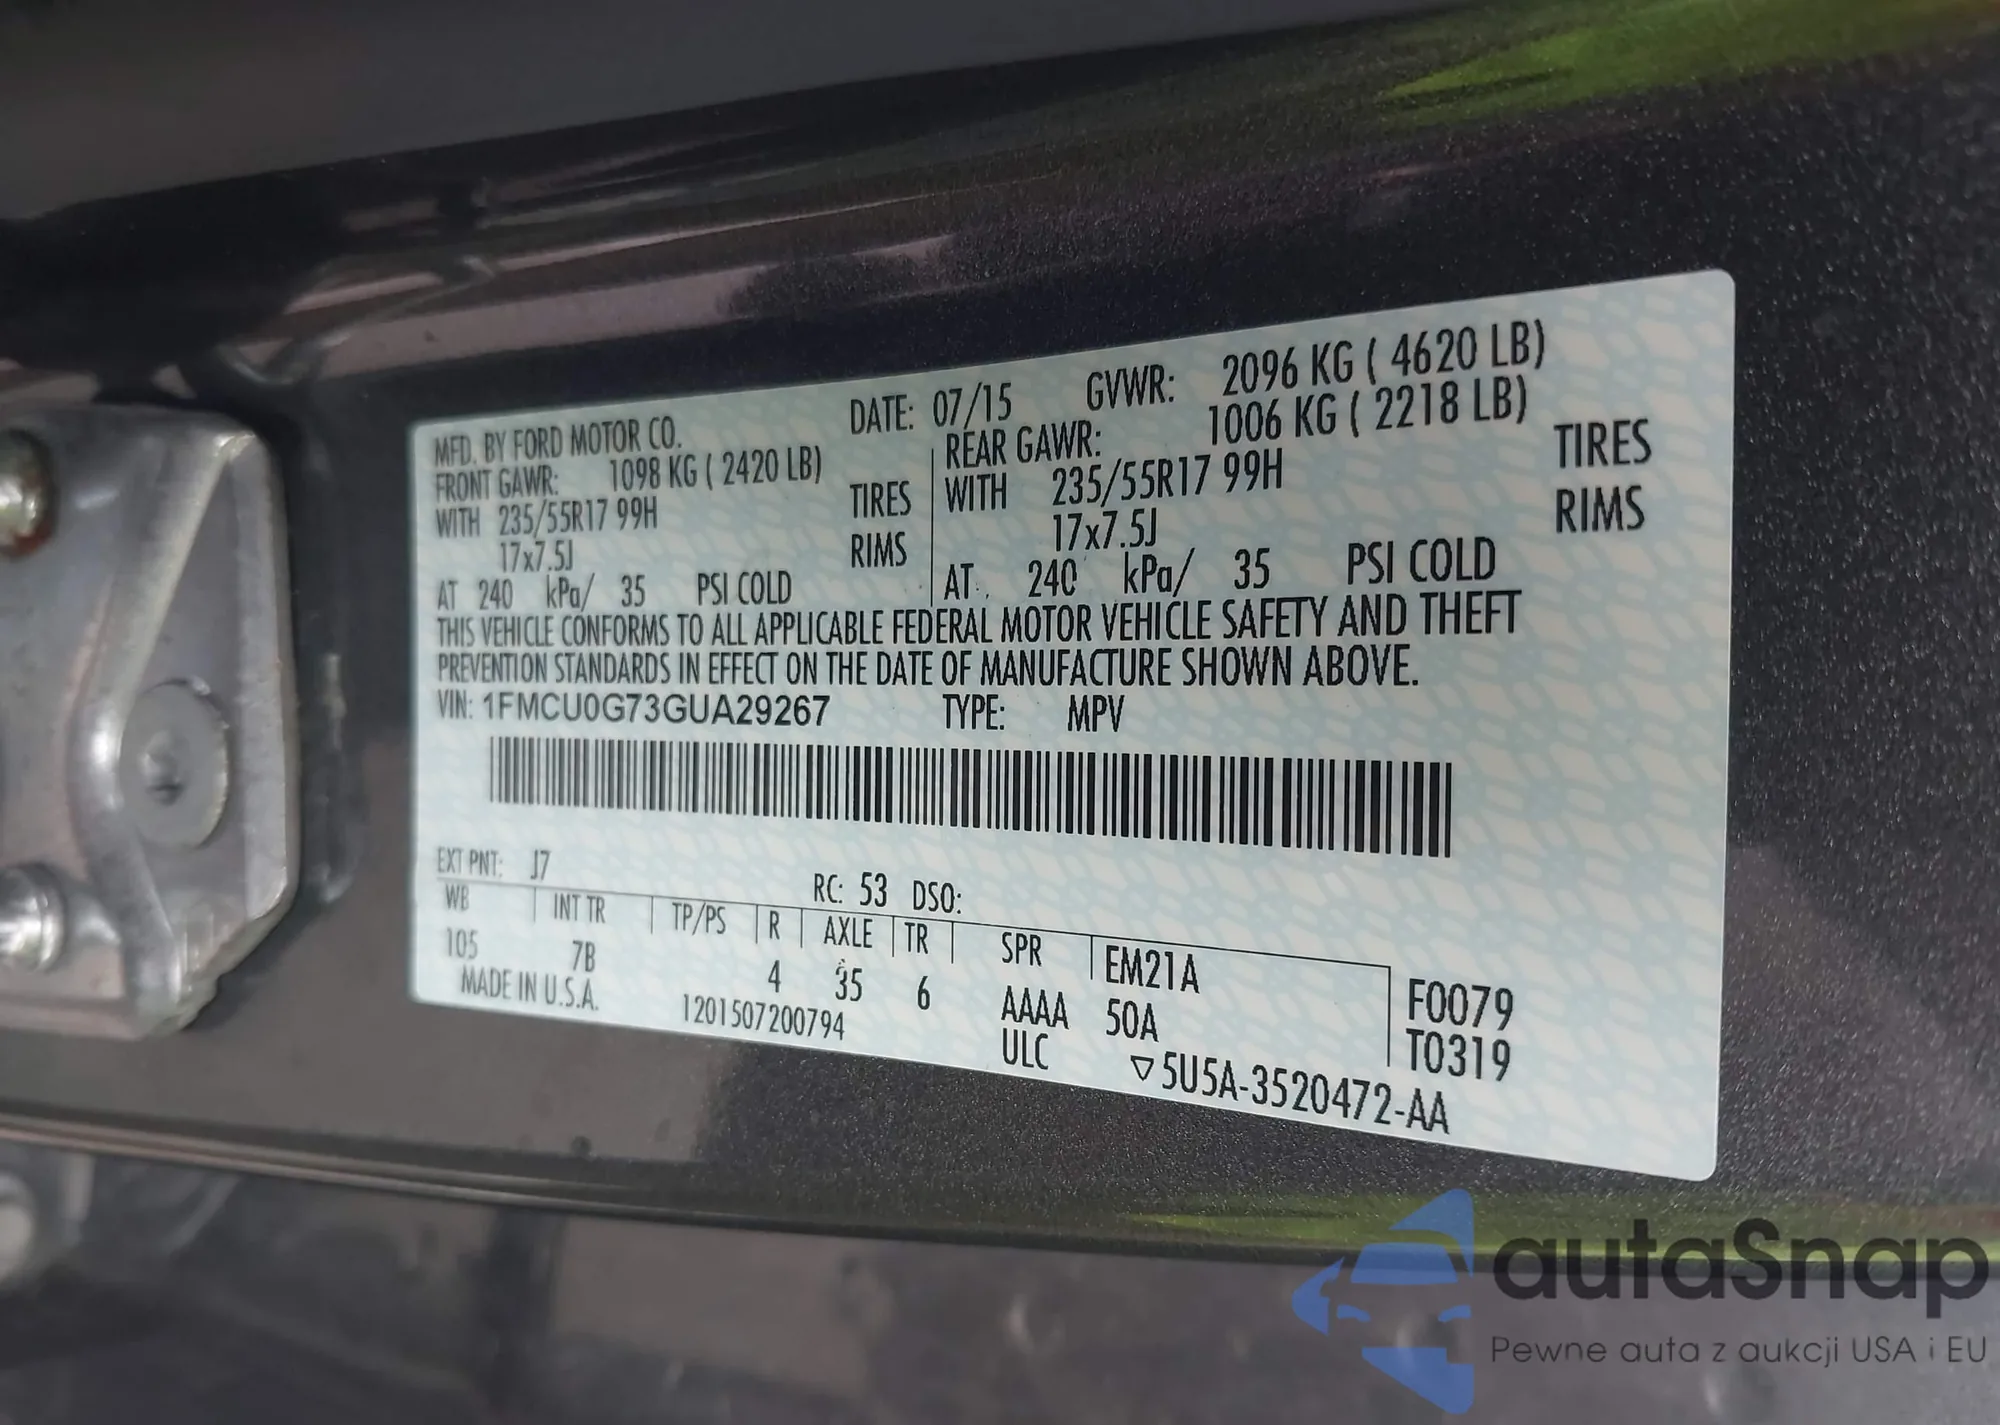 MFD. BY FORD MOTOR CO. DATE: 07/15 GVWR: 2096 KG ( 4620 LB)
FRONT GAWR: 1098 KG ( 2420 LB) REAR GAWR: 1006 KG ( 2218 LB)
WITH 235/55R17 99H TIRES WITH 235/55R17 99H TIRES
17x7.5J RIMS 17x7.5J RIMS
AT 240 kPa/ 35 PSI COLD AT 240 kPa/ 35 PSI COLD
THIS VEHICLE CONFORMS TO ALL APPLICABLE FEDERAL MOTOR VEHICLE SAFETY AND THEFT
PREVENTION STANDARDS IN EFFECT ON THE DATE OF MANUFACTURE SHOWN ABOVE.
VIN: 1FMCU0G73GUA29267 TYPE: MPV
EXT PNT: J7 RC: 53 DSO:
WB INT TR TP/PS R AXLE TR SPR EM21A F0079
105 7B 4 35 6 AAAA 50A T0319
MADE IN U.S.A. 1201507200794 ULC ▽5U5A-3520472-AA
autaSnap
Pewne auta z aukcji USA i EU